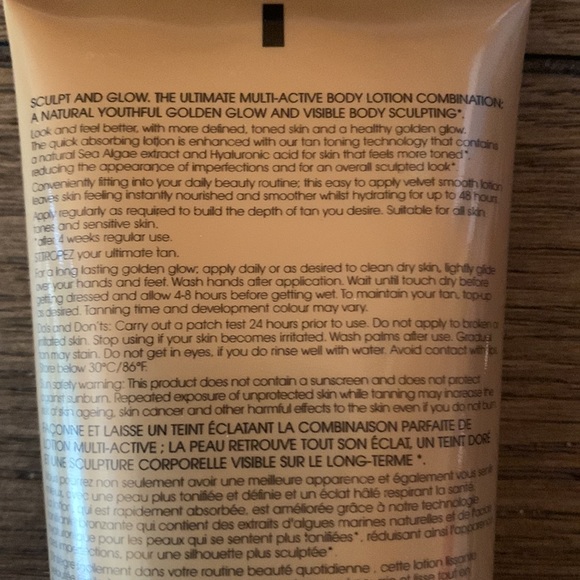 SCULPT AND GLOW. THE ULTIMATE MULTI-ACTIVE BODY LOTION COMBINATION:
A NATURAL YOUTHFUL GOLDEN GLOW AND VISIBLE BODY SCULPTING*.
Look and feel better, with more defined, toned skin and a healthy golden glow.
The quick absorbing lotion is enhanced with our tan toning technology that contains
a natural Sea Algae extract and Hyaluronic acid for skin that feels more toned*,
reducing the appearance of imperfections and for an overall sculpted look*.
Conveniently fitting into your daily beauty routine; this easy to apply velvet smooth lotion
leaves skin feeling instantly nourished and smoother whilst hydrating for up to 48 hours.
Apply regularly as required to build the depth of tan you desire. Suitable for all skin
tones and sensitive skin.
*after 4 weeks regular use.
STTROPEZ your ultimate tan.
For a long lasting golden glow; apply daily or as desired to clean dry skin, lightly glide
over your hands and feet. Wash hands after application. Wait until touch dry before
getting dressed and allow 4-8 hours before getting wet. To maintain your tan, top-up
as desired. Tanning time and development colour may vary.
Do's and Don'ts: Carry out a patch test 24 hours prior to use. Do not apply to broken or
irritated skin. Stop using if your skin becomes irritated. Wash palms after use. Gradual
tan may stain. Do not get in eyes, if you do rinse well with water. Avoid contact with lips.
Store below 30°C/86°F.
Sun safety warning: This product does not contain a sunscreen and does not protect
against sunburn. Repeated exposure of unprotected skin while tanning may increase the
risk of skin ageing, skin cancer and other harmful effects to the skin even if you do not burn.
FAÇONNE ET LAISSE UN TEINT ÉCLATANT LA COMBINAISON PARFAITE DE
LOTION MULTI-ACTIVE ; LA PEAU RETROUVE TOUT SON ÉCLAT, UN TEINT DORÉ
ET UNE SCULPTURE CORPORELLE VISIBLE SUR LE LONG-TERME *.
pourrez non seulement avoir une meilleure apparence et également vous sentir
avec une peau plus tonifiée et définie et un éclat hâlé respirant la santé.
qui est rapidement absorbée, est améliorée grâce à notre technologie
bronzante qui contient des extraits d'algues marines naturelles et de l'acide
pour les peaux qui se sentent plus tonifiées*, réduisant ainsi l'apparence
des imperfections, pour une silhouette plus sculptée*.
dans votre routine beauté quotidienne, cette lotion lissante